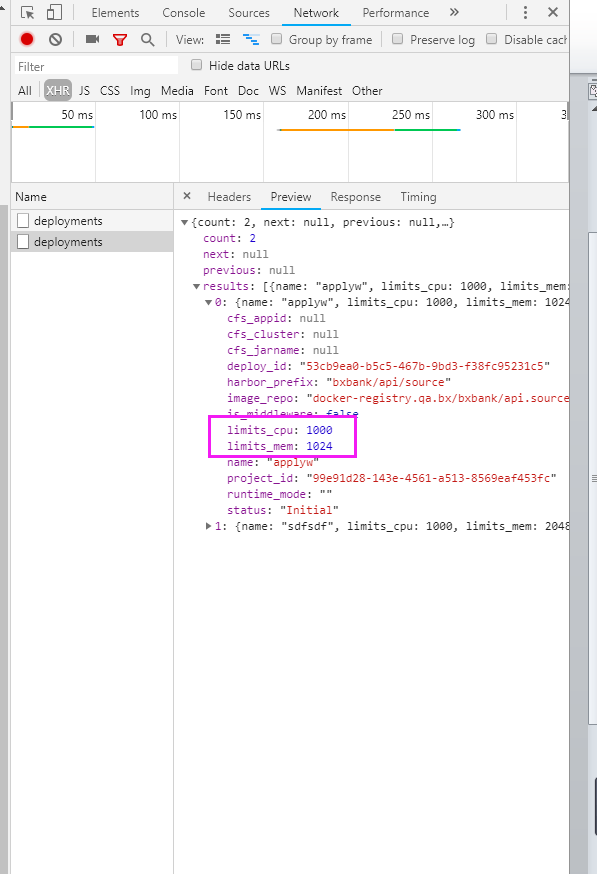 Elements Console Sources Network Performance »
View: Group by frame Preserve log Disable cach
Filter Hide data URLs
All XHR JS CSS Img Media Font Doc WS Manifest Other
50 ms 100 ms 150 ms 200 ms 250 ms 300 ms 3
Name × Headers Preview Response Timing
deployments
deployments
▼{count: 2, next: null, previous: null,…}
count: 2
next: null
previous: null
▼results: [{name: "applyw", limits_cpu: 1000, limits_mem:
▼0: {name: "applyw", limits_cpu: 1000, limits_mem: 1024
cfs_appid: null
cfs_cluster: null
cfs_jarname: null
deploy_id: "53cb9ea0-b5c5-467b-9bd3-f38fc95231c5"
harbor_prefix: "bxbank/api/source"
image_repo: "docker-registry.qa.bx/bxbank/api.source
is_middleware: false
limits_cpu: 1000
limits_mem: 1024
name: "applyw"
project_id: "99e91d28-143e-4561-a513-8569eaf453fc"
runtime_mode: ""
status: "Initial"
▶1: {name: "sdfsdf", limits_cpu: 1000, limits_mem: 2048